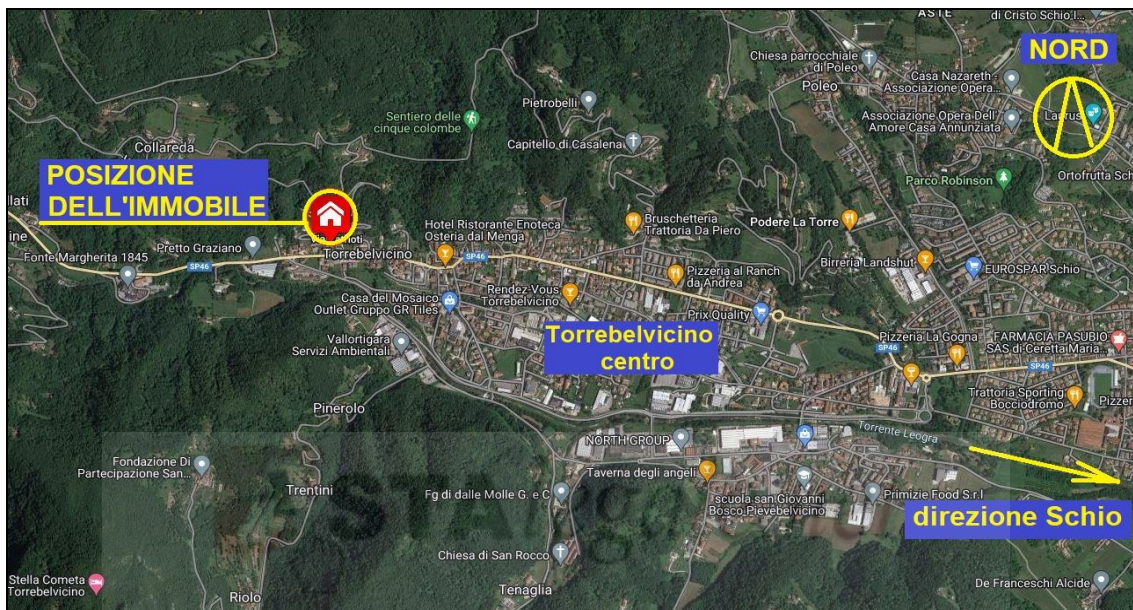 ASTE
di Cristo Schio I...
NORD
Chiesa parrocchiale
di Poleo
Poleo
Casa Nazareth -
Associazione Opera...
Pietrobelli
Laurus
Sentiero delle
cinque colombe
Associazione Opera Dell
Amore Casa Annunziata
Capitello di Casalena
Collareda
Ortofrutta Sch
POSIZIONE
DELL'IMMOBILE
Parco Robinson
llati
ine
Hotel Ristorante Enoteca
Osteria dal Menga
Bruschetteria
Trattoria Da Piero
Podere La Torre
Pretto Graziano
Torrebelvicino
Fonte Margherita 1845
SP46
SP46
Birreria Landshut
EUROSPAR Schio
Pizzeria al Ranch
da Andrea
Rendez-Vous
Torrebelvicino
Casa del Mosaico
Outlet Gruppo GR Tiles
Prix Quality
Torrebelvicino
centro
Vallortigara
Servizi Ambientali
Pizzeria La Gogna
FARMACIA PASUBIO
SAS di Ceretta Maria...
SP46
SP46
Trattoria Sporting
Bocciodromo
Pizzer
Pinerolo
Torrente Leogra
NORTH GROUP
Fondazione Di
Partecipazione San...
Taverna degli angeli
Trentini
Fg di dalle Molle G. e C
scuola san Giovanni
Bosco Pievebelvicino
Primizie Food S.r.l
direzione Schio
STA
Chiesa di San Rocco
Stella Cometa
Torrebelvicino
Riolo
Tenaglia
De Franceschi Alcide